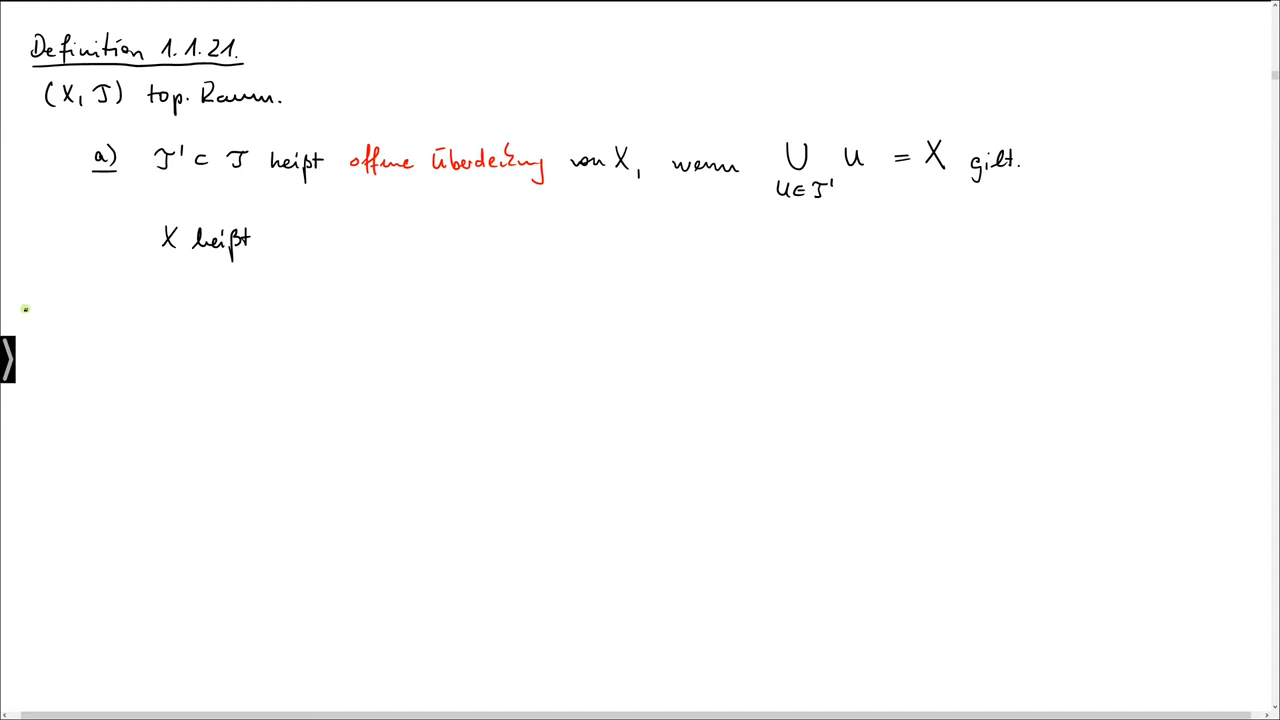 Definition 1.1.21.
(X, T) top. Raum.
a) T' ⊂ T heißt offene Überdeckung von X, wenn ⋃ U = X gilt.
U ∈ T'
X heißt